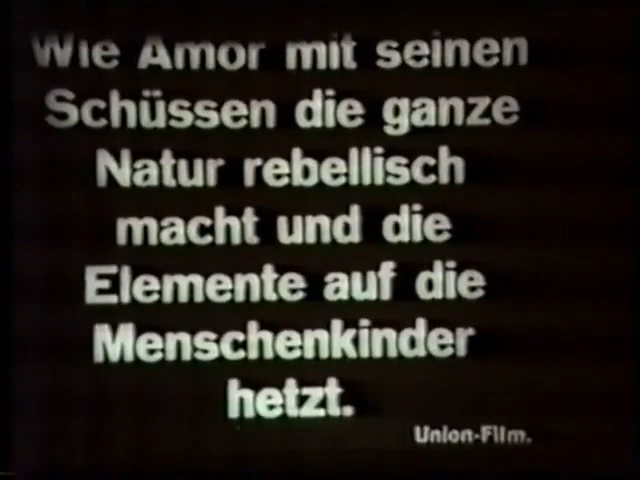 Wie Amor mit seinen
Schüssen die ganze
Natur rebellisch
macht und die
Elemente auf die
Menschenkinder
hetzt.
Union-Film.